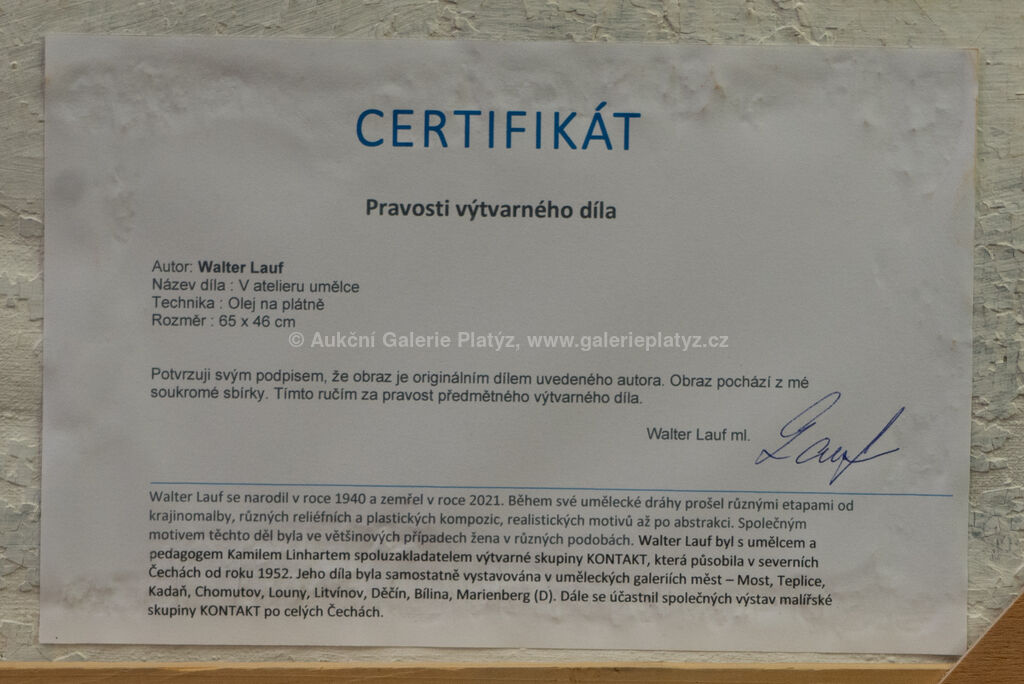 CERTIFIKÁT
Pravosti výtvarného díla
Autor: Walter Lauf
Název díla : V atelieru umělce
Technika : Olej na plátně
Rozměr : 65 x 46 cm
© Aukční Galerie Platýz, www.galerieplatyz.cz
Potvrzuji svým podpisem, že obraz je originálním dílem uvedeného autora. Obraz pochází z mé
soukromé sbírky. Tímto ručím za pravost předmětného výtvarného díla.
Walter Lauf ml. Lauf
Walter Lauf se narodil v roce 1940 a zemřel v roce 2021. Během své umělecké dráhy prošel různými etapami od
krajinomalby, různých reliéfních a plastických kompozic, realistických motivů až po abstrakci. Společným
motivem těchto děl byla ve většinových případech žena v různých podobách. Walter Lauf byl s umělcem a
pedagogem Kamilem Linhartem spoluzakladatelem výtvarné skupiny KONTAKT, která působila v severních
Čechách od roku 1952. Jeho díla byla samostatně vystavována v uměleckých galeriích měst – Most, Teplice,
Kadaň, Chomutov, Louny, Litvínov, Děčín, Bílina, Marienberg (D). Dále se účastnil společných výstav malířské
skupiny KONTAKT po celých Čechách.